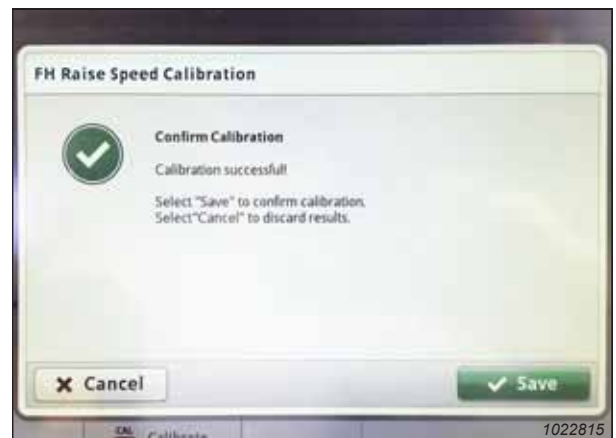 FH Raise Speed Calibration
Confirm Calibration
Calibration successful!
Select "Save" to confirm calibration.
Select"Cancel" to discard results.
Cancel
Save
CAL
Calibrate
1022815